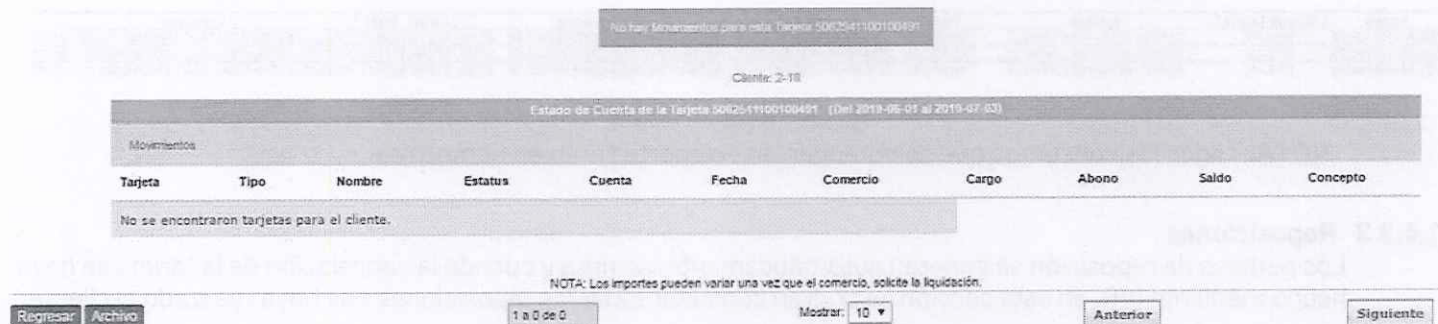 No hay Movimientos para esta Tarjeta 5062541100100491
Cliente: 2-18
Estado de Cuenta de la Tarjeta 5062541100100491 (Del 2019-06-01 al 2019-07-03)
Movimientos
Tarjeta Tipo Nombre Estatus Cuenta Fecha Comercio Cargo Abono Saldo Concepto
No se encontraron tarjetas para el cliente.
Reposiciones
NOTA: Los importes pueden variar una vez que el comercio, solicite la liquidación.
Regresar Archivo 1 a 0 de 0 Mostrar: 10 Anterior Siguiente